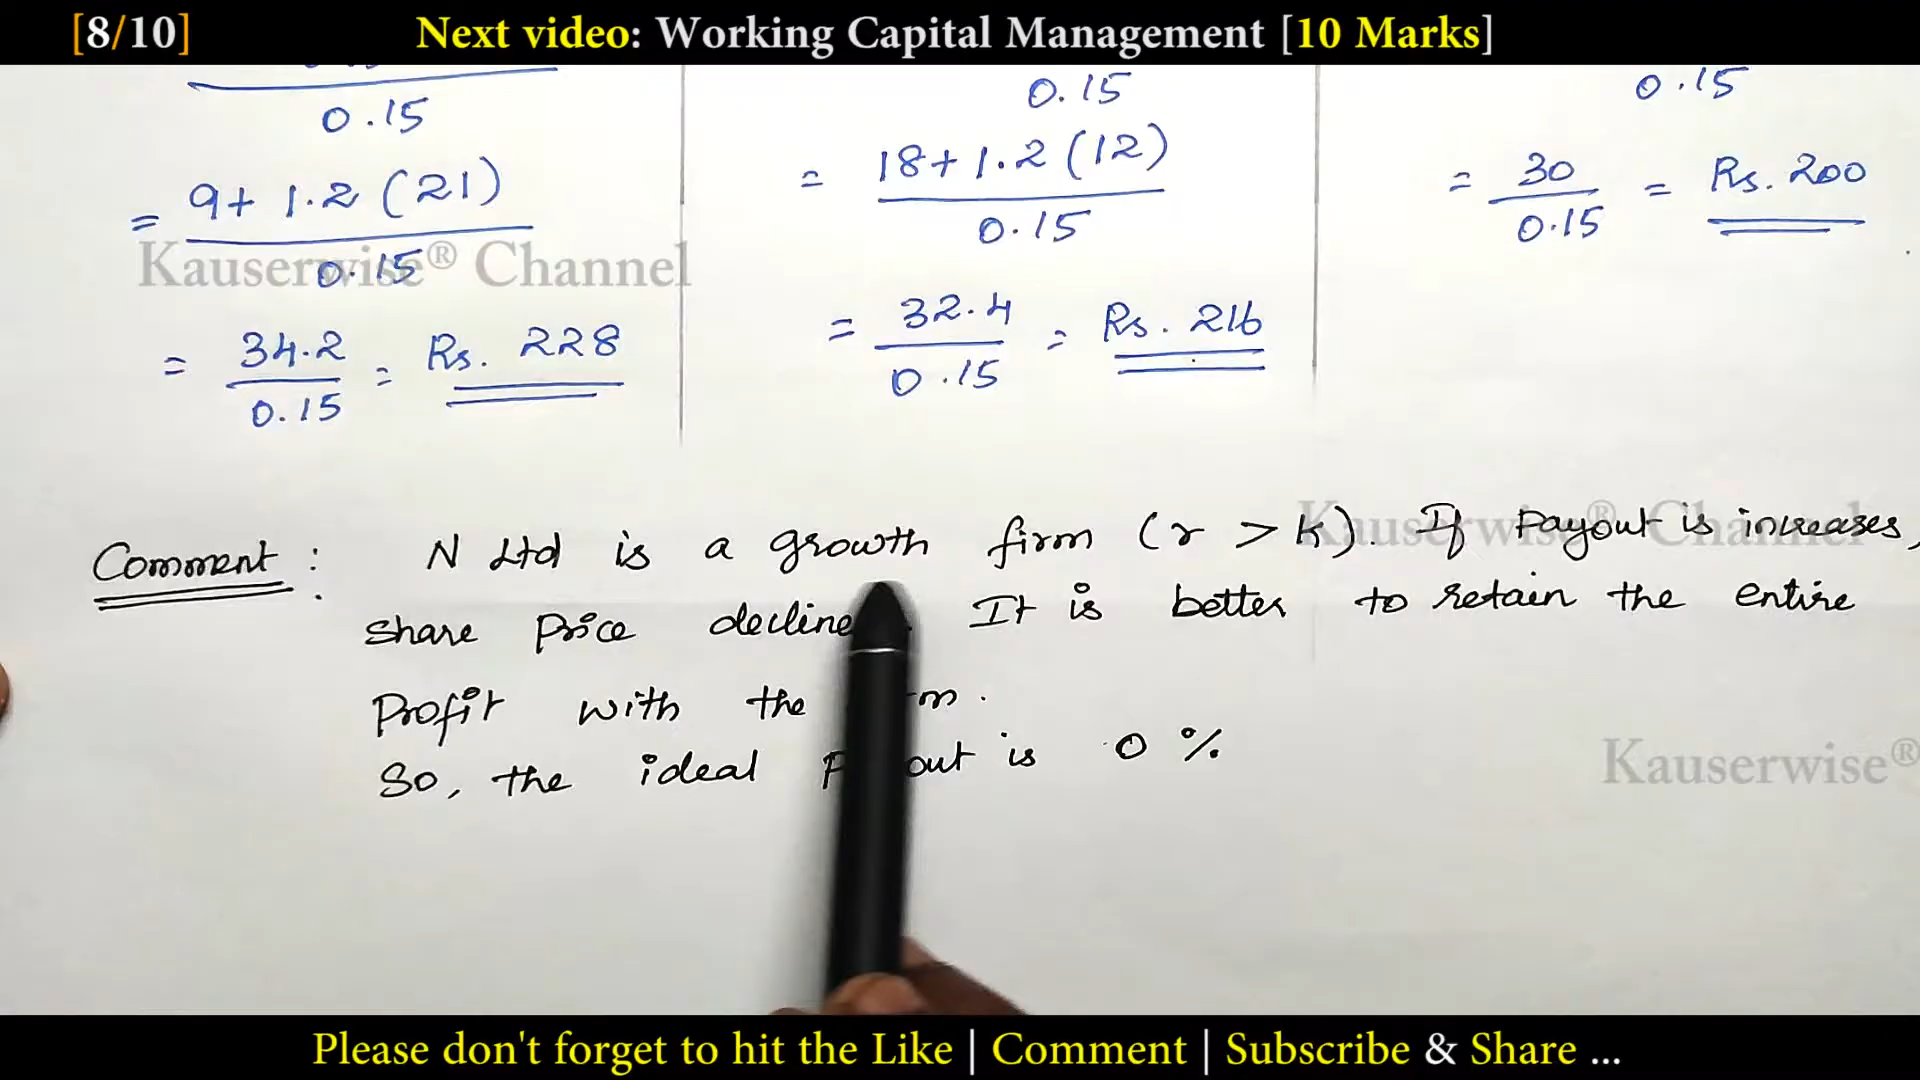 [8/10] Next video: Working Capital Management [10 Marks]
0.15
0.15
0.15
= 9 + 1.2 (21)
0.15
= 18 + 1.2 (12)
0.15
= 30 = Rs. 200
0.15
Kauserwise® Channel
= 34.2 = Rs. 228
0.15
= 32.4 = Rs. 216
0.15
Kauserwise® Channel
Comment : N Ltd is a growth firm (r > k). If Payout is increases,
share price decline. It is better to retain the entire
Profit with the
So, the ideal is 0 %
Kauserwise®
Please don't forget to hit the Like | Comment | Subscribe & Share ...